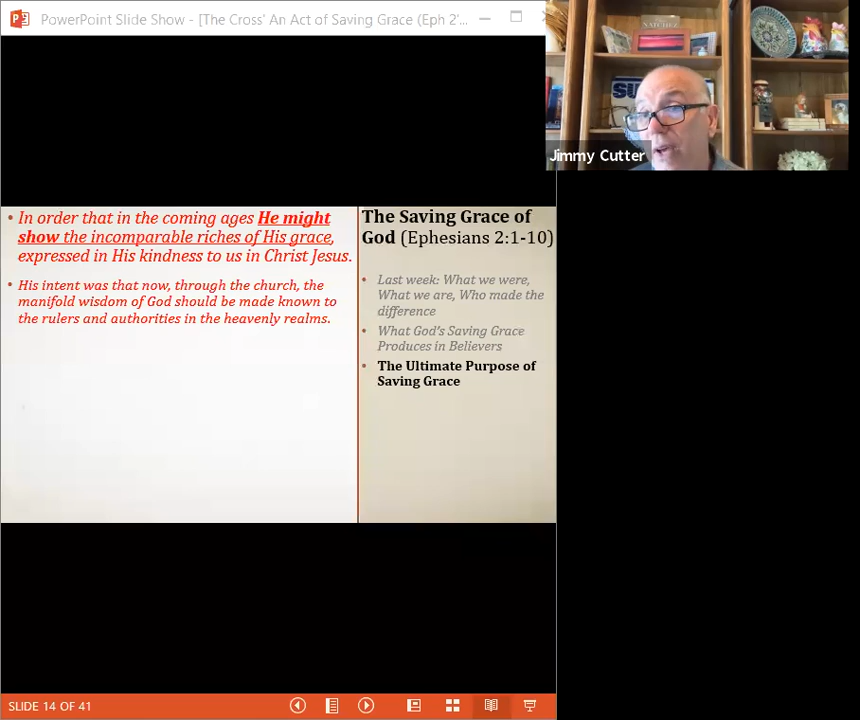 PowerPoint Slide Show - [The Cross' An Act of Saving Grace (Eph 2'...
NATCHEZ
SU
Jimmy Cutter
• In order that in the coming ages He might
show the incomparable riches of His grace,
expressed in His kindness to us in Christ Jesus.
• His intent was that now, through the church, the
manifold wisdom of God should be made known to
the rulers and authorities in the heavenly realms.
The Saving Grace of
God (Ephesians 2:1-10)
• Last week: What we were,
What we are, Who made the
difference
• What God's Saving Grace
Produces in Believers
• The Ultimate Purpose of
Saving Grace
SLIDE 14 OF 41